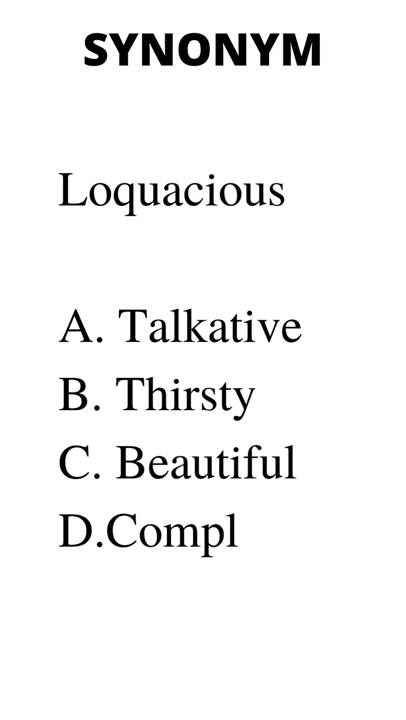 SYNONYM
Loquacious
A. Talkative
B. Thirsty
C. Beautiful
D.Compl